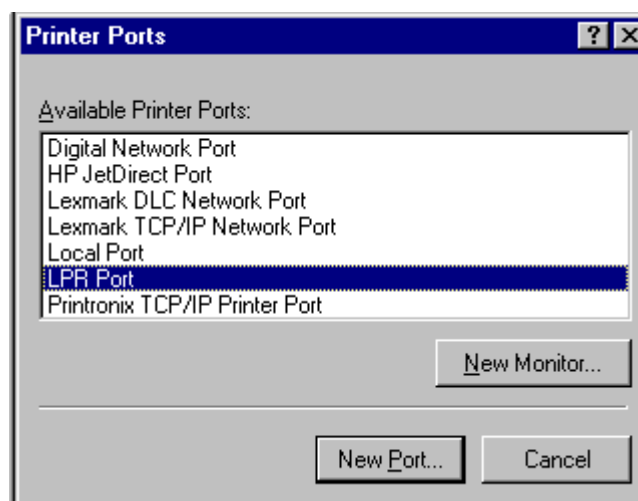 Printer Ports
Available Printer Ports:
Digital Network Port
HP JetDirect Port
Lexmark DLC Network Port
Lexmark TCP/IP Network Port
Local Port
LPR Port
Printronix TCP/IP Printer Port
New Monitor...
New Port...
Cancel